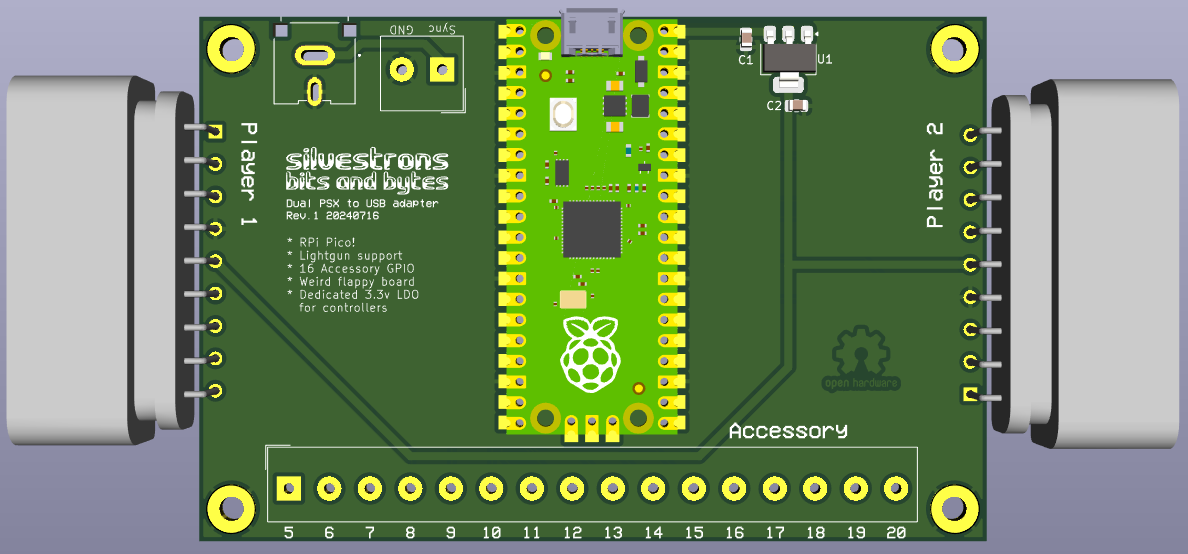 GND Sync
C1
U1
C2
Player 1
Player 2
silvestrons
bits and bytes
Dual PSX to USB adapter
Rev.1 20240716
* RPi Pico!
* Lightgun support
* 16 Accessory GPIO
* Weird flappy board
* Dedicated 3.3v LDO
for controllers
open hardware
Accessory
5 6 7 8 9 10 11 12 13 14 15 16 17 18 19 20